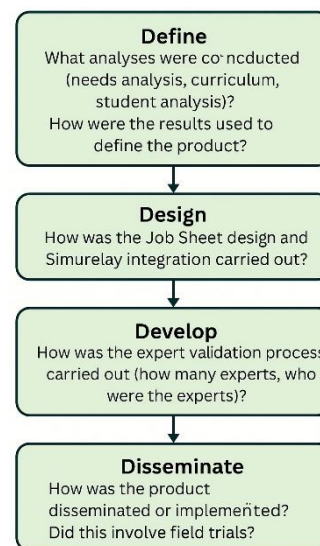 Define
What analyses were co·ncducted
(needs analysis, curriculum,
student analysis)?
How were the results used to
define the product?
Design
How was the Job Sheet design and
Simurelay integration carried out?
Develop
How was the expert validation process
carried out (how many experts, who
were the experts)?
Disseminate
How was the product
disseminated or implemented?
Did this involve field trials?